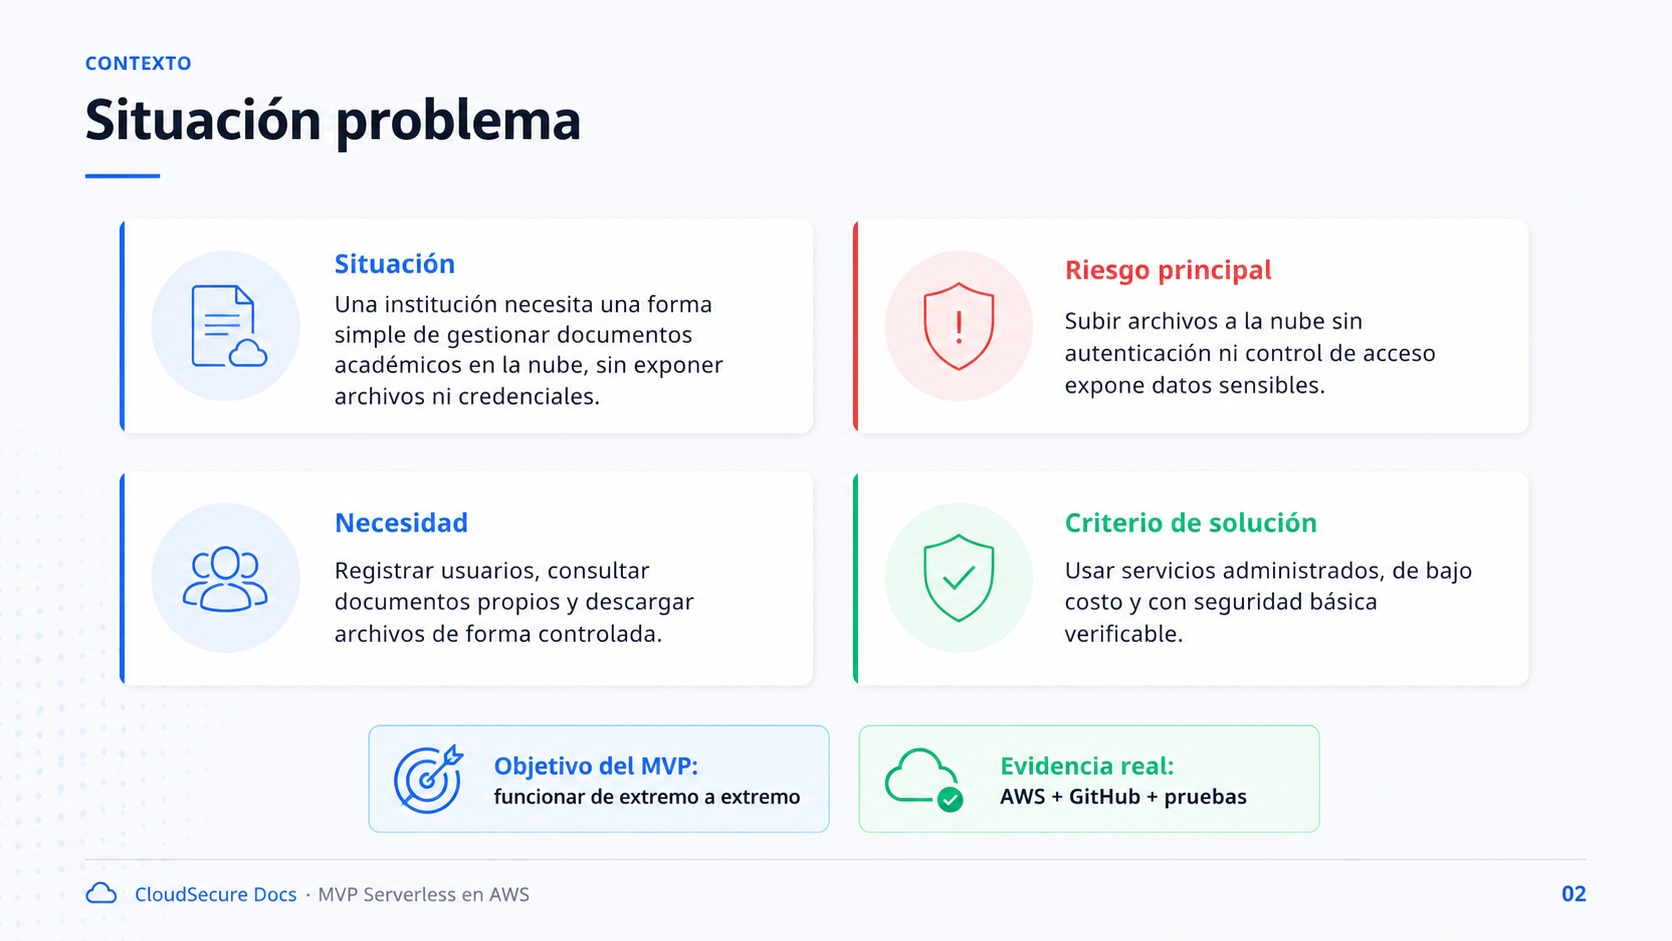 CONTEXTO
Situación problema
Situación
Una institución necesita una forma
simple de gestionar documentos
académicos en la nube, sin exponer
archivos ni credenciales.
Riesgo principal
Subir archivos a la nube sin
autenticación ni control de acceso
expone datos sensibles.
Necesidad
Registrar usuarios, consultar
documentos propios y descargar
archivos de forma controlada.
Criterio de solución
Usar servicios administrados, de bajo
costo y con seguridad básica
verificable.
Objetivo del MVP:
funcionar de extremo a extremo
Evidencia real:
AWS + GitHub + pruebas
CloudSecure Docs · MVP Serverless en AWS
02